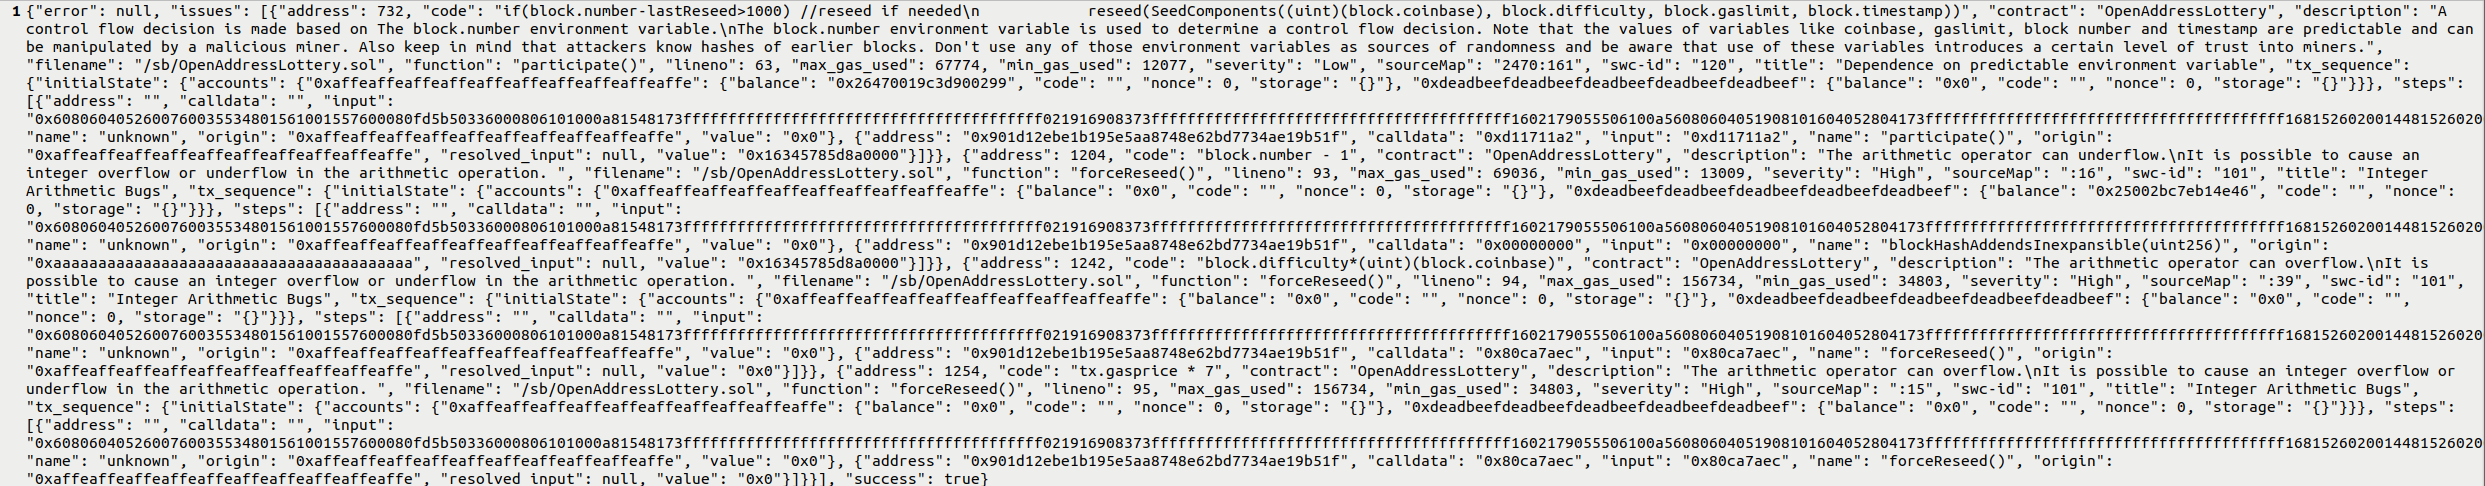 1 {"error": null, "issues": [{"address": 732, "code": "if(block.number-lastReseed>1000) //reseed if needed\n            reseed(SeedComponents((uint)(block.coinbase), block.difficulty, block.gaslimit, block.timestamp))", "contract": "OpenAddressLottery", "description": "A
control flow decision is made based on The block.number environment variable.\nThe block.number environment variable is used to determine a control flow decision. Note that the values of variables like coinbase, gaslimit, block number and timestamp are predictable and can
be manipulated by a malicious miner. Also keep in mind that attackers know hashes of earlier blocks. Don't use any of those environment variables as sources of randomness and be aware that use of these variables introduces a certain level of trust into miners.",
"filename": "/sb/OpenAddressLottery.sol", "function": "participate()", "lineno": 63, "max_gas_used": 67774, "min_gas_used": 12077, "severity": "Low", "sourceMap": "2470:161", "swc-id": "120", "title": "Dependence on predictable environment variable", "tx_sequence":
{"initialState": {"accounts": {"0xaffeaffeaffeaffeaffeaffeaffeaffeaffeaffe": {"balance": "0x26470019c3d900299", "code": "", "nonce": 0, "storage": "{}"}, "0xdeadbeefdeadbeefdeadbeefdeadbeefdeadbeef": {"balance": "0x0", "code": "", "nonce": 0, "storage": "{}"}}}, "steps":
[{"address": "", "calldata": "", "input":
"0x6080604052600760035534801561001557600080fd5b50336000806101000a81548173ffffffffffffffffffffffffffffffffffffffff021916908373ffffffffffffffffffffffffffffffffffffffff1602179055506100a56080604051908101604052804173ffffffffffffffffffffffffffffffffffffffff1681526020014481526020
"name": "unknown", "origin": "0xaffeaffeaffeaffeaffeaffeaffeaffeaffeaffe", "value": "0x0"}, {"address": "0x901d12ebe1b195e5aa8748e62bd7734ae19b51f", "calldata": "0xd11711a2", "input": "0xd11711a2", "name": "participate()", "origin":
"0xaffeaffeaffeaffeaffeaffeaffeaffeaffeaffe", "resolved_input": null, "value": "0x16345785d8a0000"}]}}, {"address": 1204, "code": "block.number - 1", "contract": "OpenAddressLottery", "description": "The arithmetic operator can underflow.\nIt is possible to cause an
integer overflow or underflow in the arithmetic operation. ", "filename": "/sb/OpenAddressLottery.sol", "function": "forceReseed()", "lineno": 93, "max_gas_used": 69036, "min_gas_used": 13009, "severity": "High", "sourceMap": ":16", "swc-id": "101", "title": "Integer
Arithmetic Bugs", "tx_sequence": {"initialState": {"accounts": {"0xaffeaffeaffeaffeaffeaffeaffeaffeaffeaffe": {"balance": "0x0", "code": "", "nonce": 0, "storage": "{}"}, "0xdeadbeefdeadbeefdeadbeefdeadbeefdeadbeef": {"balance": "0x25002bc7eb14e46", "code": "", "nonce":
0, "storage": "{}"}}}, "steps": [{"address": "", "calldata": "", "input":
"0x6080604052600760035534801561001557600080fd5b50336000806101000a81548173ffffffffffffffffffffffffffffffffffffffff021916908373ffffffffffffffffffffffffffffffffffffffff1602179055506100a56080604051908101604052804173ffffffffffffffffffffffffffffffffffffffff1681526020014481526020
"name": "unknown", "origin": "0xaffeaffeaffeaffeaffeaffeaffeaffeaffeaffe", "value": "0x0"}, {"address": "0x901d12ebe1b195e5aa8748e62bd7734ae19b51f", "calldata": "0x00000000", "input": "0x00000000", "name": "blockHashAddendsInexpansible(uint256)", "origin":
"0xaaaaaaaaaaaaaaaaaaaaaaaaaaaaaaaaaaaaaaaa", "resolved_input": null, "value": "0x16345785d8a0000"}]}}, {"address": 1242, "code": "block.difficulty*(uint)(block.coinbase)", "contract": "OpenAddressLottery", "description": "The arithmetic operator can overflow.\nIt is
possible to cause an integer overflow or underflow in the arithmetic operation. ", "filename": "/sb/OpenAddressLottery.sol", "function": "forceReseed()", "lineno": 94, "max_gas_used": 156734, "min_gas_used": 34803, "severity": "High", "sourceMap": ":39", "swc-id": "101",
"title": "Integer Arithmetic Bugs", "tx_sequence": {"initialState": {"accounts": {"0xaffeaffeaffeaffeaffeaffeaffeaffeaffeaffe": {"balance": "0x0", "code": "", "nonce": 0, "storage": "{}"}, "0xdeadbeefdeadbeefdeadbeefdeadbeefdeadbeef": {"balance": "0x0", "code": "",
"nonce": 0, "storage": "{}"}}}, "steps": [{"address": "", "calldata": "", "input":
"0x6080604052600760035534801561001557600080fd5b50336000806101000a81548173ffffffffffffffffffffffffffffffffffffffff021916908373ffffffffffffffffffffffffffffffffffffffff1602179055506100a56080604051908101604052804173ffffffffffffffffffffffffffffffffffffffff1681526020014481526020
"name": "unknown", "origin": "0xaffeaffeaffeaffeaffeaffeaffeaffeaffeaffe", "value": "0x0"}, {"address": "0x901d12ebe1b195e5aa8748e62bd7734ae19b51f", "calldata": "0x80ca7aec", "input": "0x80ca7aec", "name": "forceReseed()", "origin":
"0xaffeaffeaffeaffeaffeaffeaffeaffeaffeaffe", "resolved_input": null, "value": "0x0"}]}}, {"address": 1254, "code": "tx.gasprice * 7", "contract": "OpenAddressLottery", "description": "The arithmetic operator can overflow.\nIt is possible to cause an integer overflow or
underflow in the arithmetic operation. ", "filename": "/sb/OpenAddressLottery.sol", "function": "forceReseed()", "lineno": 95, "max_gas_used": 156734, "min_gas_used": 34803, "severity": "High", "sourceMap": ":15", "swc-id": "101", "title": "Integer Arithmetic Bugs",
"tx_sequence": {"initialState": {"accounts": {"0xaffeaffeaffeaffeaffeaffeaffeaffeaffeaffe": {"balance": "0x0", "code": "", "nonce": 0, "storage": "{}"}, "0xdeadbeefdeadbeefdeadbeefdeadbeefdeadbeef": {"balance": "0x0", "code": "", "nonce": 0, "storage": "{}"}}}, "steps":
[{"address": "", "calldata": "", "input":
"0x6080604052600760035534801561001557600080fd5b50336000806101000a81548173ffffffffffffffffffffffffffffffffffffffff021916908373ffffffffffffffffffffffffffffffffffffffff1602179055506100a56080604051908101604052804173ffffffffffffffffffffffffffffffffffffffff1681526020014481526020
"name": "unknown", "origin": "0xaffeaffeaffeaffeaffeaffeaffeaffeaffeaffe", "value": "0x0"}, {"address": "0x901d12ebe1b195e5aa8748e62bd7734ae19b51f", "calldata": "0x80ca7aec", "input": "0x80ca7aec", "name": "forceReseed()", "origin":
"0xaffeaffeaffeaffeaffeaffeaffeaffeaffeaffe", "resolved_input": null, "value": "0x0"}]}}], "success": true}